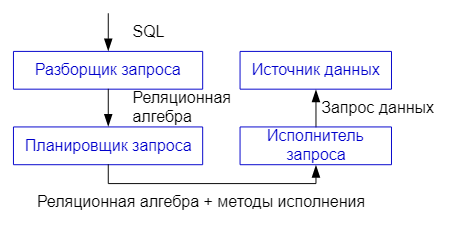 SQL
Разборщик запроса
Источник данных
Реляционная
алгебра
Запрос данных
Планировщик запроса
Исполнитель
запроса
Реляционная алгебра + методы исполнения